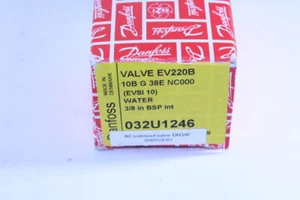 Danfoss
MADE IN
DENMARK
VALVE EV220B
10B G 38E NC000
(EVSI 10)
WATER
3/8 in BSP int
Danfoss
032U1246